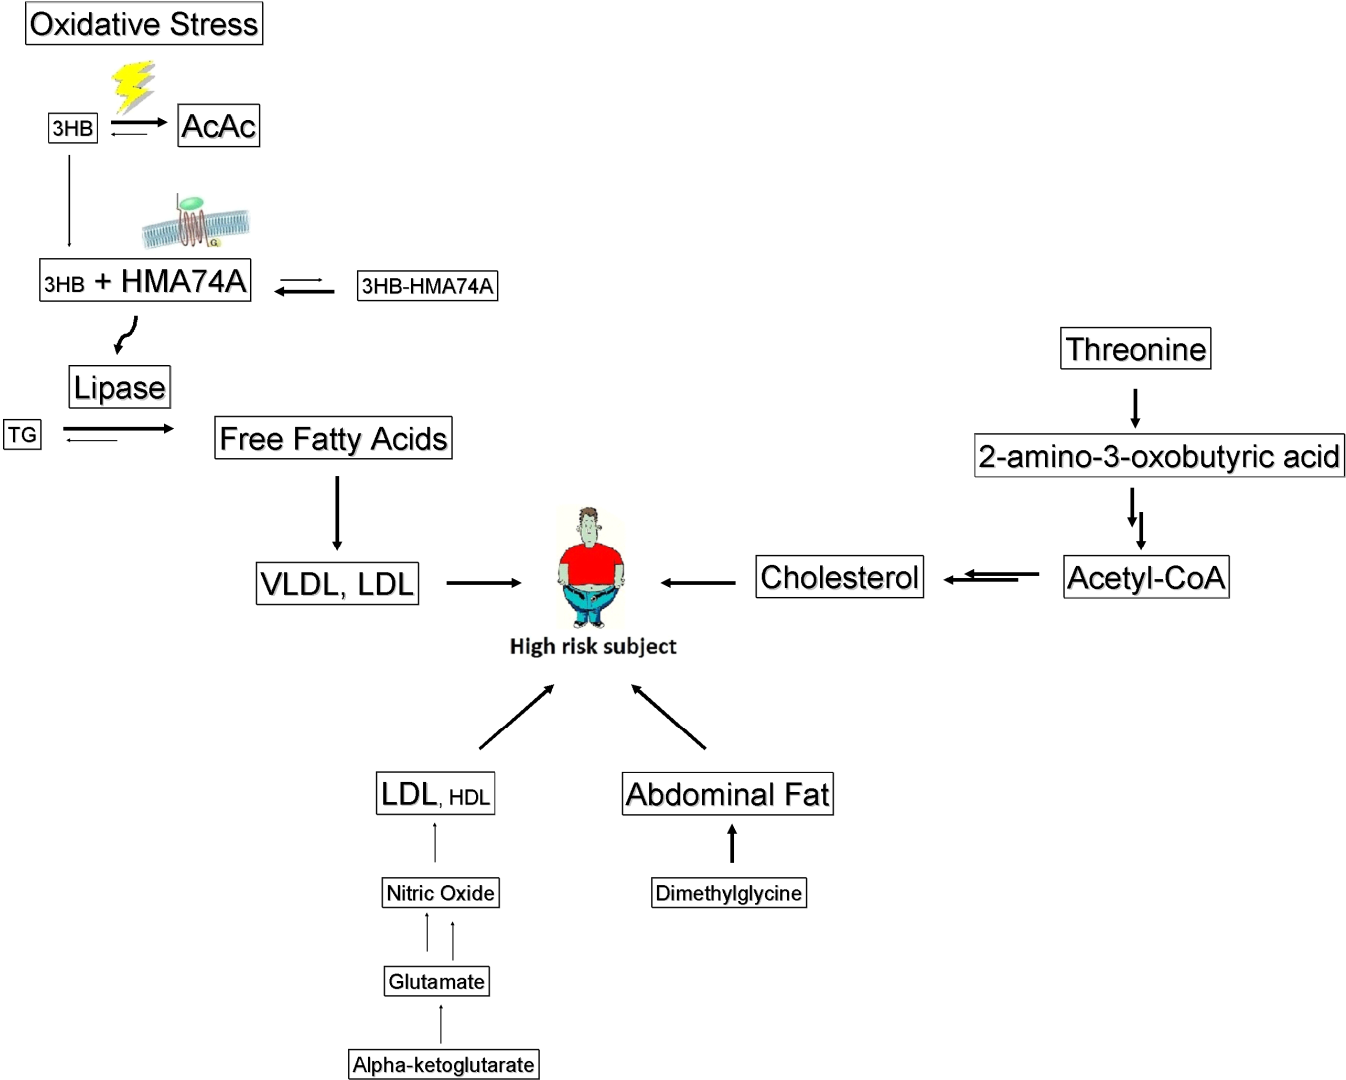 Oxidative Stress
3HB
AcAc
G
3HB + HMA74A
3HB-HMA74A
Lipase
TG
Free Fatty Acids
VLDL, LDL
High risk subject
Threonine
2-amino-3-oxobutyric acid
Acetyl-CoA
Cholesterol
LDL, HDL
Nitric Oxide
Glutamate
Alpha-ketoglutarate
Abdominal Fat
Dimethylglycine